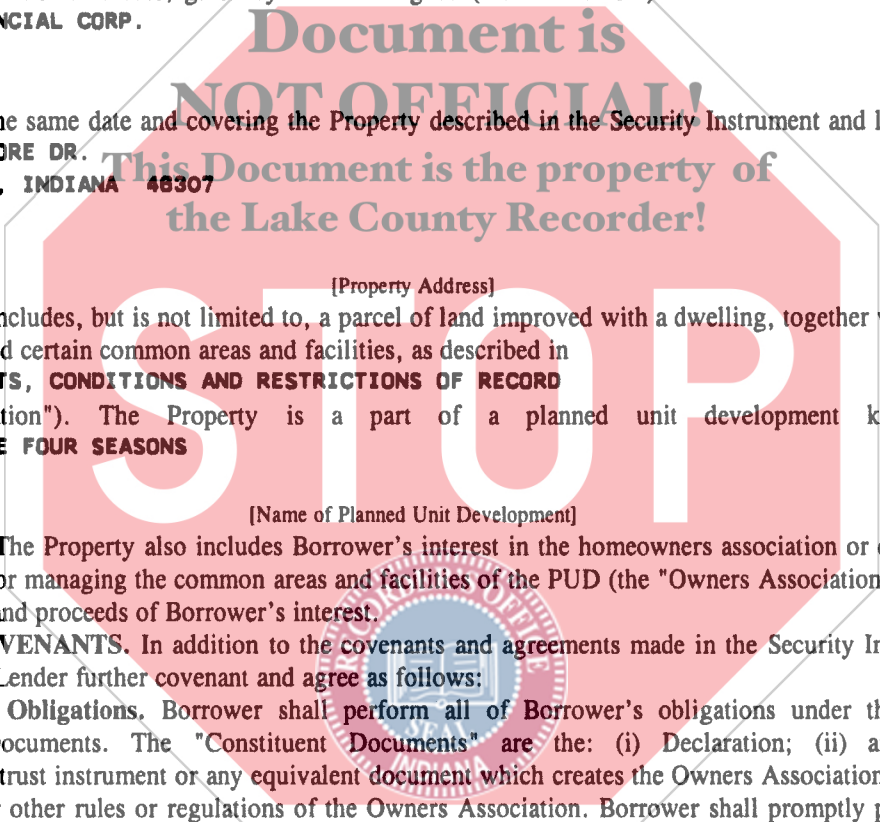 NCIAL CORP.
Document is
NOT OFFICIAL!
e same date and covering the Property described in the Security Instrument and l
ORE DR.
This Document is the property of
, INDIANA 46307
the Lake County Recorder!
[Property Address]
ncludes, but is not limited to, a parcel of land improved with a dwelling, together
d certain common areas and facilities, as described in
TS, CONDITIONS AND RESTRICTIONS OF RECORD
tion"). The Property is a part of a planned unit development k
E FOUR SEASONS
STOP
[Name of Planned Unit Development]
The Property also includes Borrower's interest in the homeowners association or
or managing the common areas and facilities of the PUD (the "Owners Association
and proceeds of Borrower's interest.
VENANTS. In addition to the covenants and agreements made in the Security In
Lender further covenant and agree as follows:
Obligations. Borrower shall perform all of Borrower's obligations under th
ocuments. The "Constituent Documents" are the: (i) Declaration; (ii) a
trust instrument or any equivalent document which creates the Owners Association
other rules or regulations of the Owners Association. Borrower shall promptly p
RECORDER'S OFFICE
SEAL
INDIANA